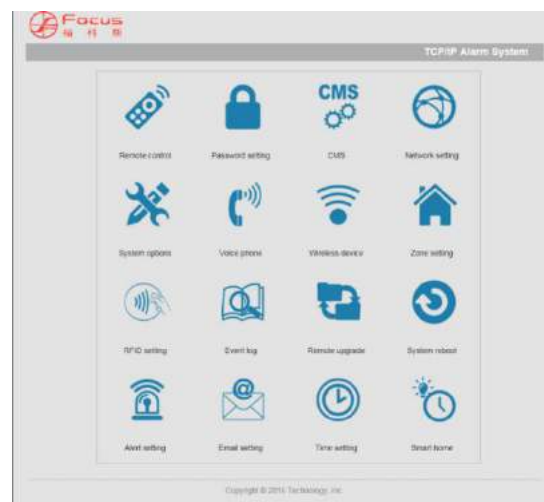 Focus
福科斯
TCP/IP Alarm System
CMS
Remote control Password setting CMS Network setting
System options Voice phone Wireless device Zone setting
RFID setting Event log Remote upgrade System reboot
@
Alert setting Email setting Time setting Smart home
Copyright © 2015 Technology, Inc